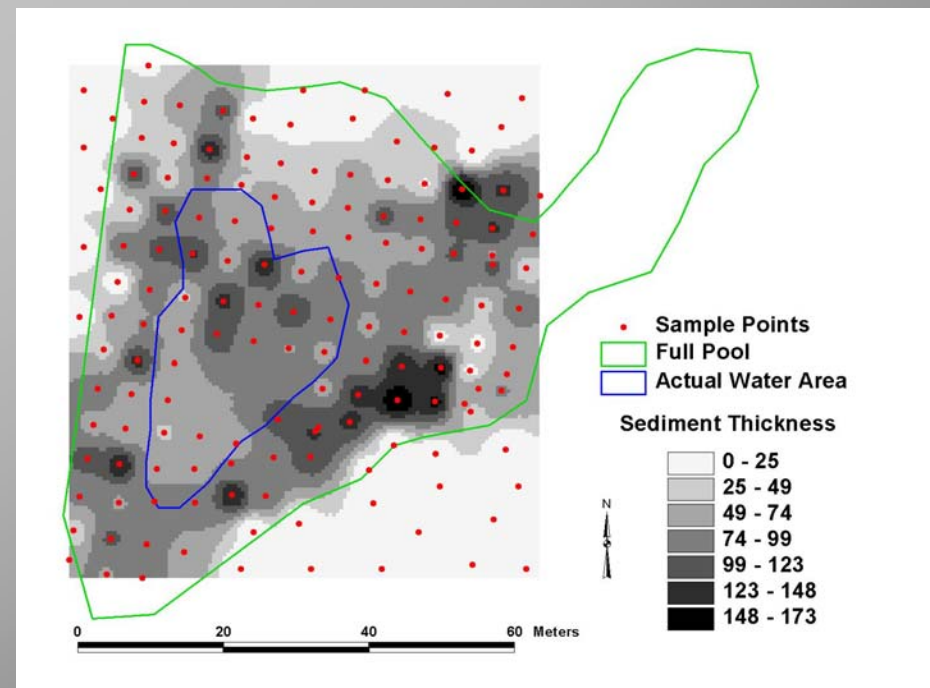 Sample Points
Full Pool
Actual Water Area
Sediment Thickness
0 - 25
25 - 49
49 - 74
74 - 99
99 - 123
123 - 148
148 - 173
N
0 20 40 60 Meters